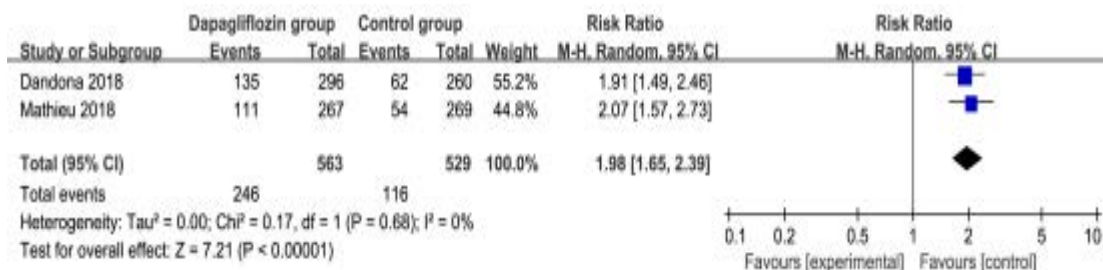 Dapagliflozin group Control group Risk Ratio Risk Ratio
Study or Subgroup Events Total Events Total Weight M-H. Random. 95% CI M-H. Random. 95% CI
Dandona 2018 135 296 62 260 55.2% 1.91 [1.49, 2.46]
Mathieu 2018 111 267 54 269 44.8% 2.07 [1.57, 2.73]
Total (95% CI) 563 529 100.0% 1.98 [1.65, 2.39]
Total events 246 116
Heterogeneity: Tau² = 0.00; Chi² = 0.17, df = 1 (P = 0.68); I² = 0%
Test for overall effect: Z = 7.21 (P < 0.00001)
0.1 0.2 0.5 1 2 5 10
Favours [experimental] Favours [control]